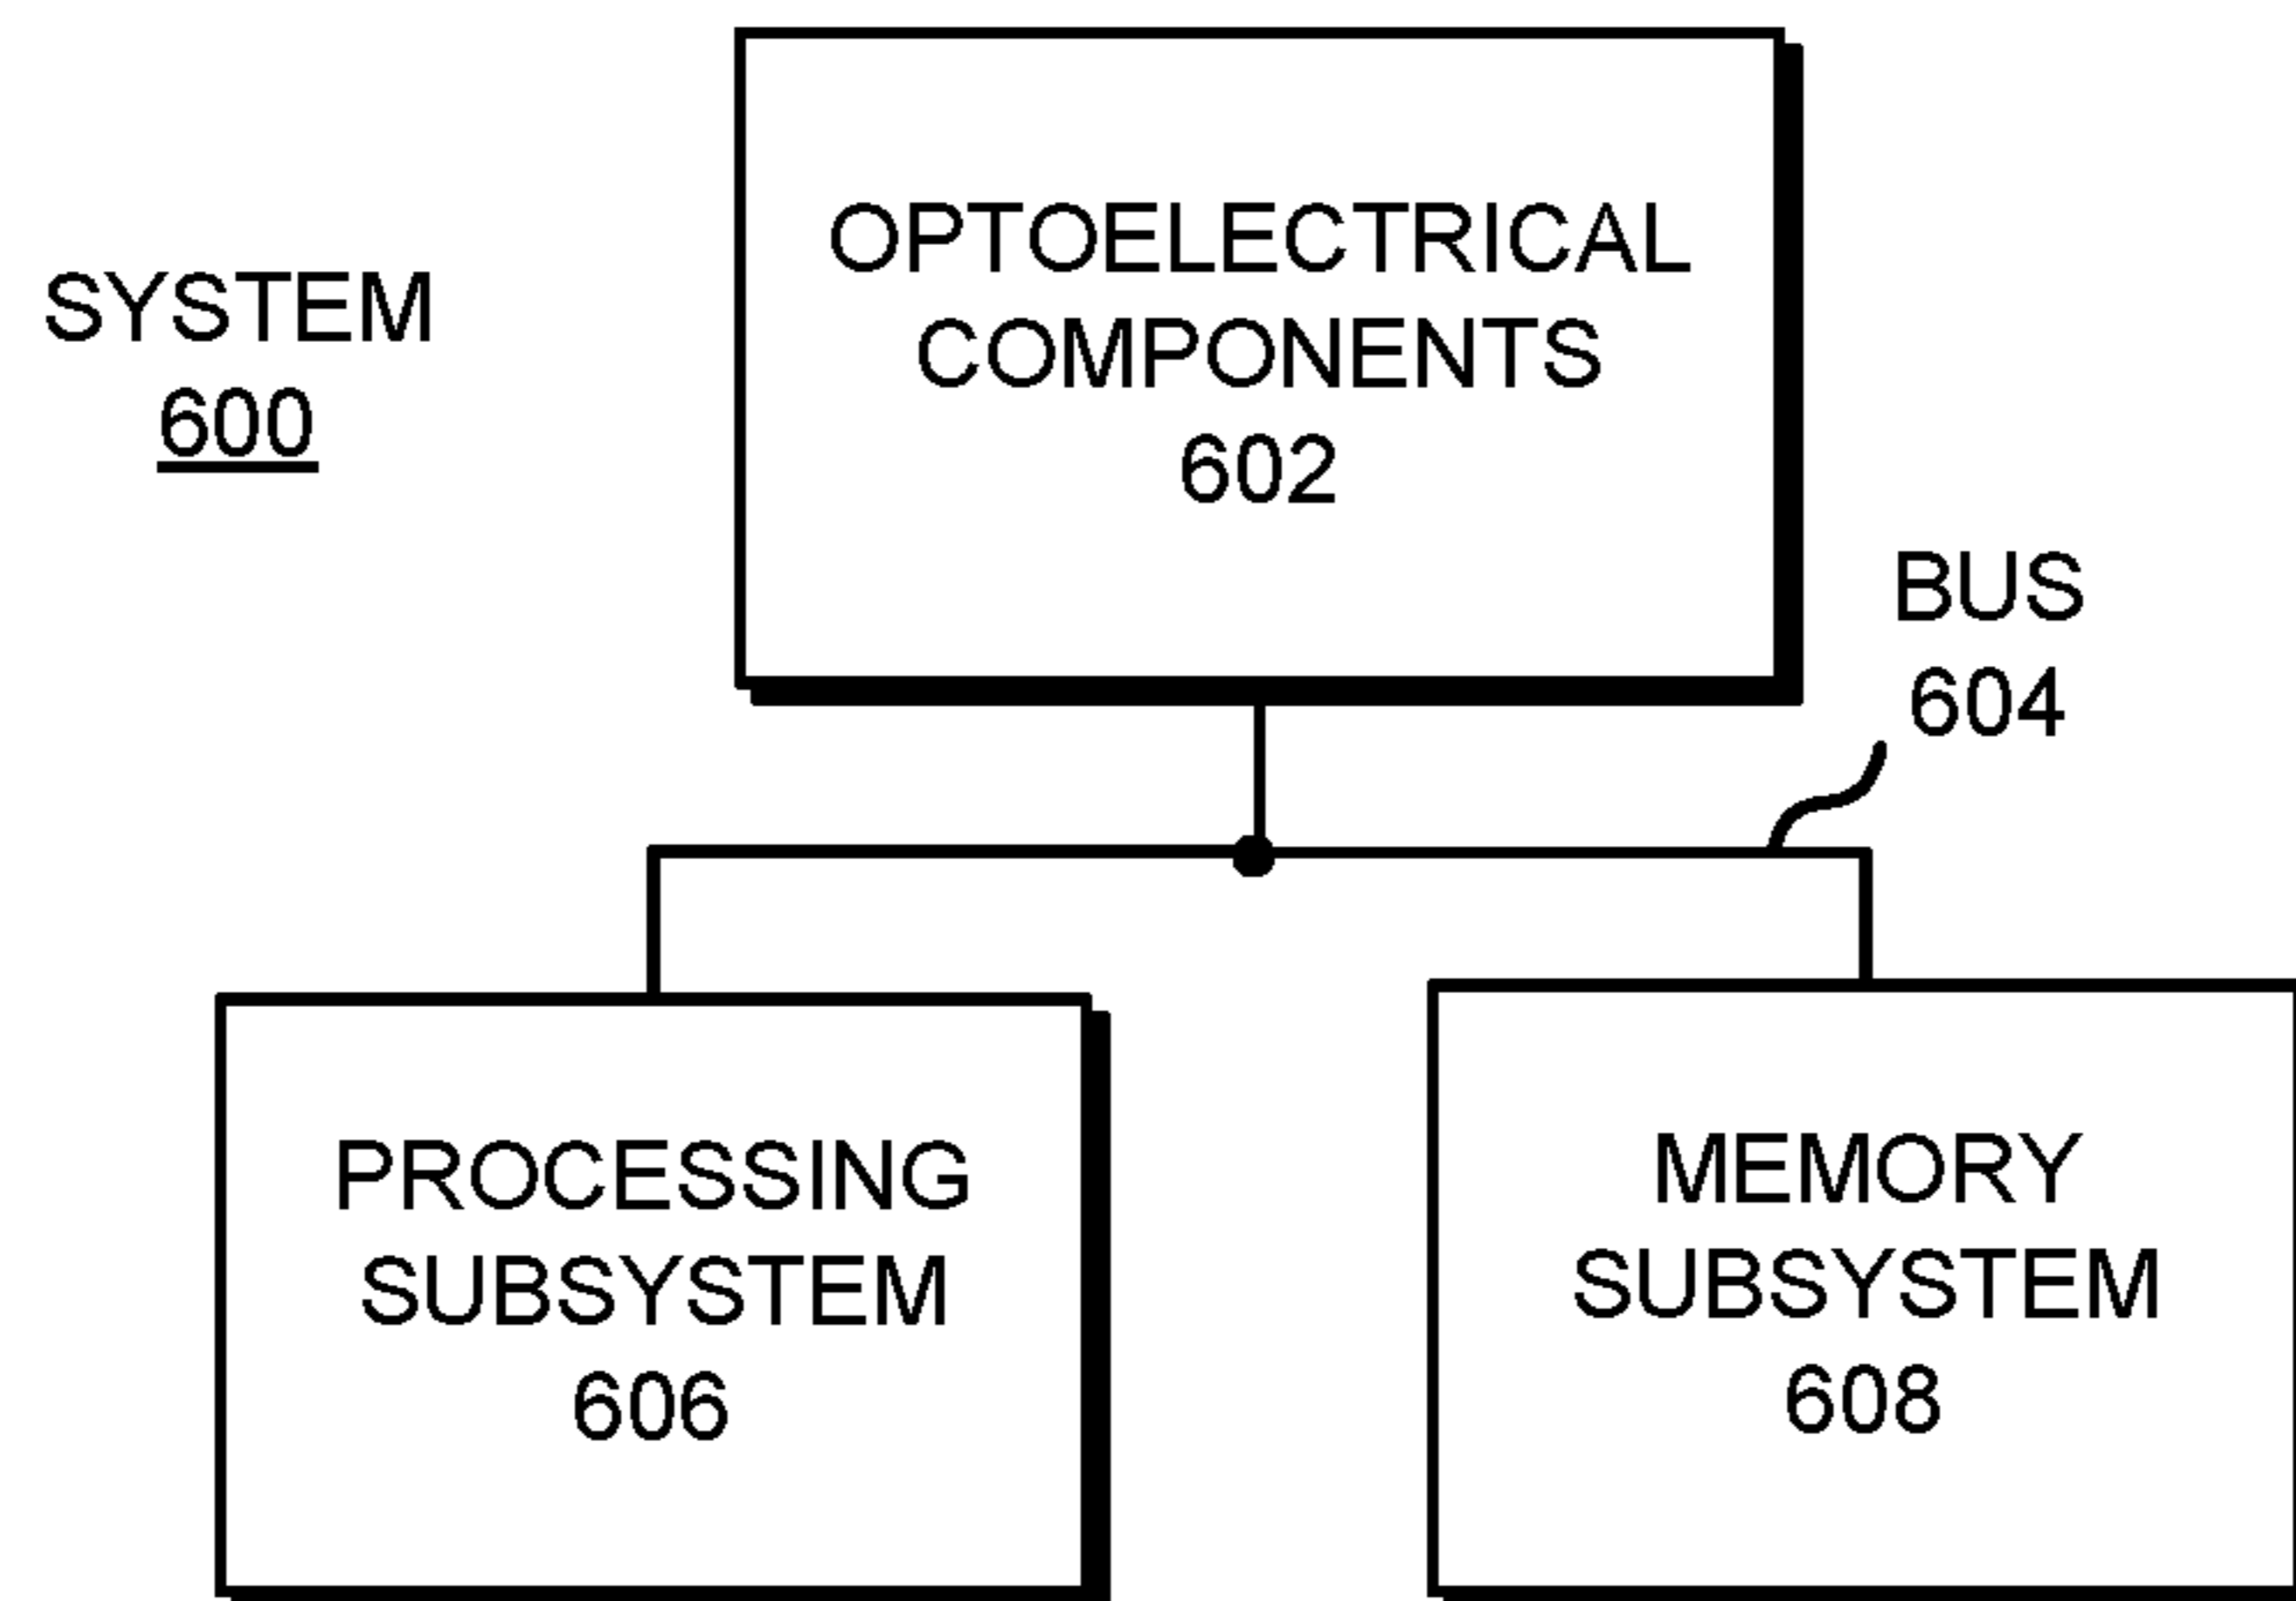 SYSTEM
600
OPTOELECTRICAL
COMPONENTS
602
BUS
604
PROCESSING
SUBSYSTEM
606
MEMORY
SUBSYSTEM
608